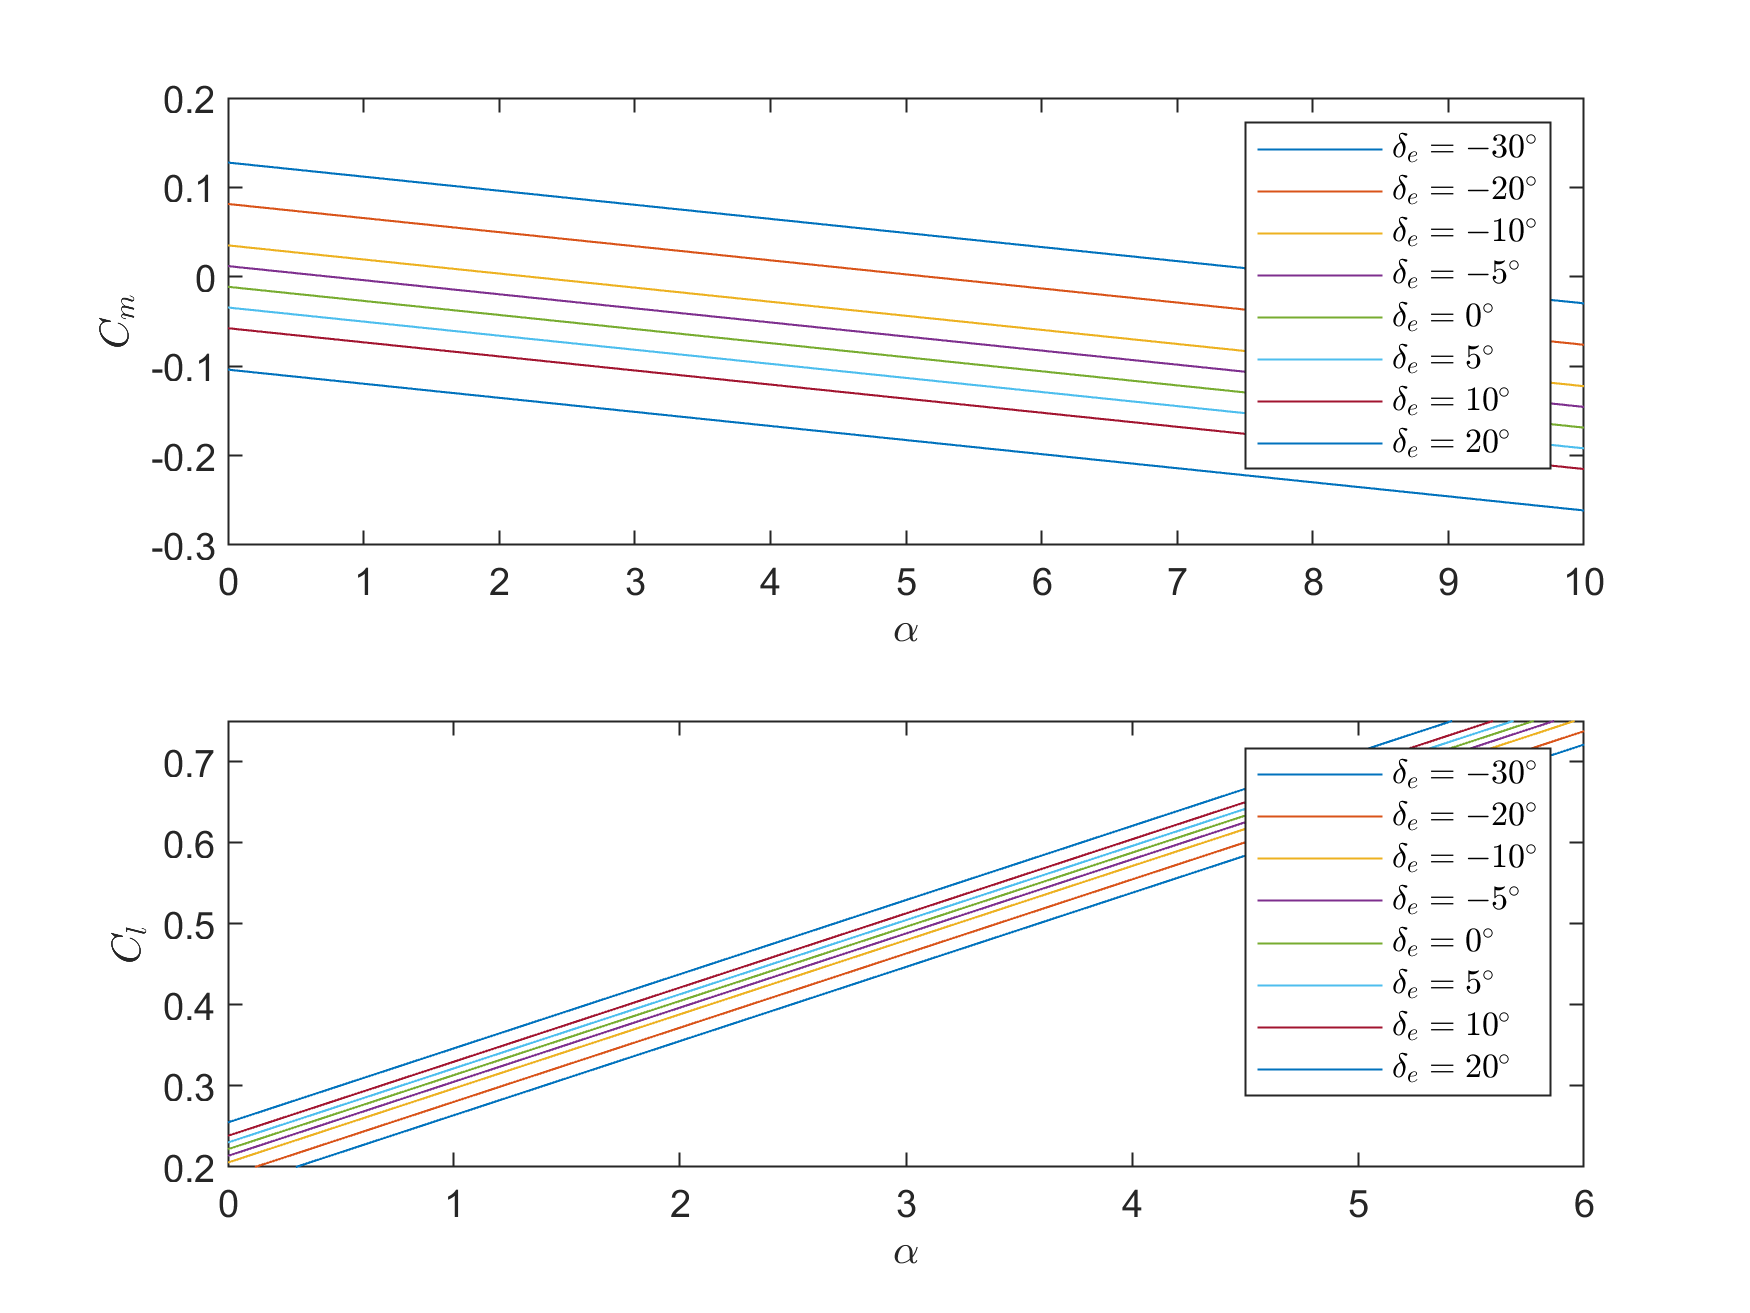 0.2
0.1
0
-0.1
-0.2
-0.3
C_m
δ_e = −30°
δ_e = −20°
δ_e = −10°
δ_e = −5°
δ_e = 0°
δ_e = 5°
δ_e = 10°
δ_e = 20°
0 1 2 3 4 5 6 7 8 9 10
α
0.7
0.6
0.5
0.4
0.3
0.2
C_l
δ_e = −30°
δ_e = −20°
δ_e = −10°
δ_e = −5°
δ_e = 0°
δ_e = 5°
δ_e = 10°
δ_e = 20°
0 1 2 3 4 5 6
α